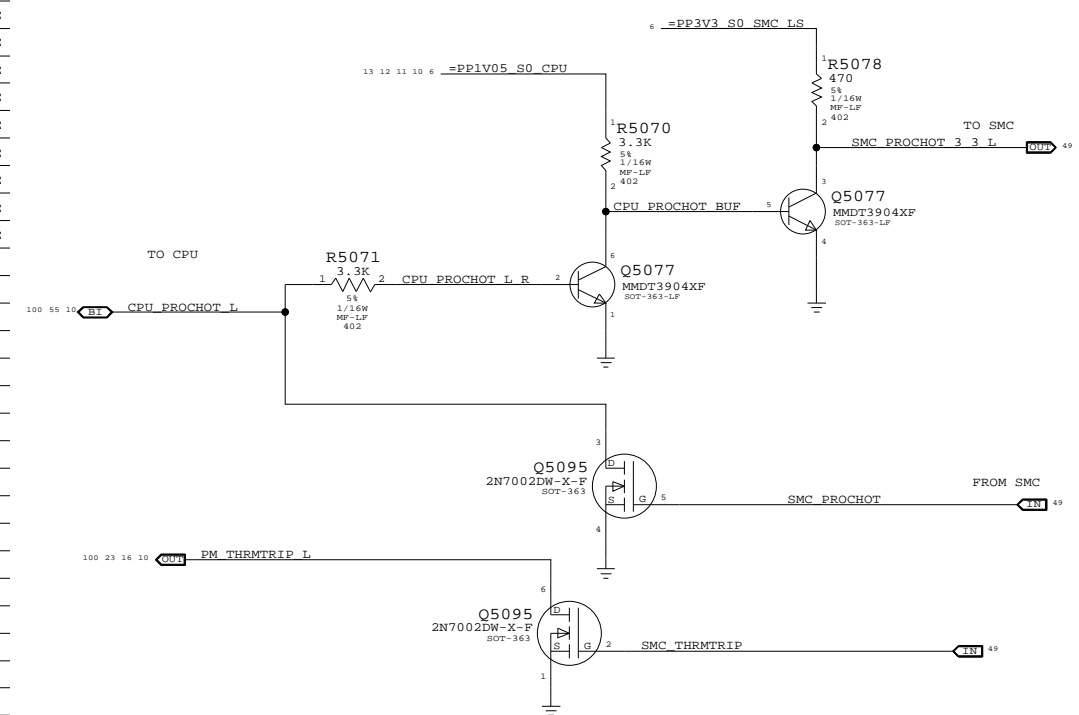 6 =PP3V3_S0_SMC_LS
13 12 11 10 6 =PP1V05_S0_CPU
1
R5078
470
5%
1/16W
MF-LF
402
2
TO SMC
SMC_PROCHOT_3_3_L
OUT 49
1
R5070
3.3K
5%
1/16W
MF-LF
402
2
3
CPU_PROCHOT_BUF
5
Q5077
MMDT3904XF
SOT-363-LF
4
TO CPU
R5071
1
3.3K
2
5%
1/16W
MF-LF
402
CPU_PROCHOT_L_R
2
6
Q5077
MMDT3904XF
SOT-363-LF
1
100 55 10 BI CPU_PROCHOT_L
3
Q5095
2N7002DW-X-F
SOT-363
D
S
G
5
4
SMC_PROCHOT
FROM SMC
IN 49
100 23 16 10 OUT PM_THRMTRIP_L
6
Q5095
2N7002DW-X-F
SOT-363
D
S
G
2
1
SMC_THRMTRIP
IN 49